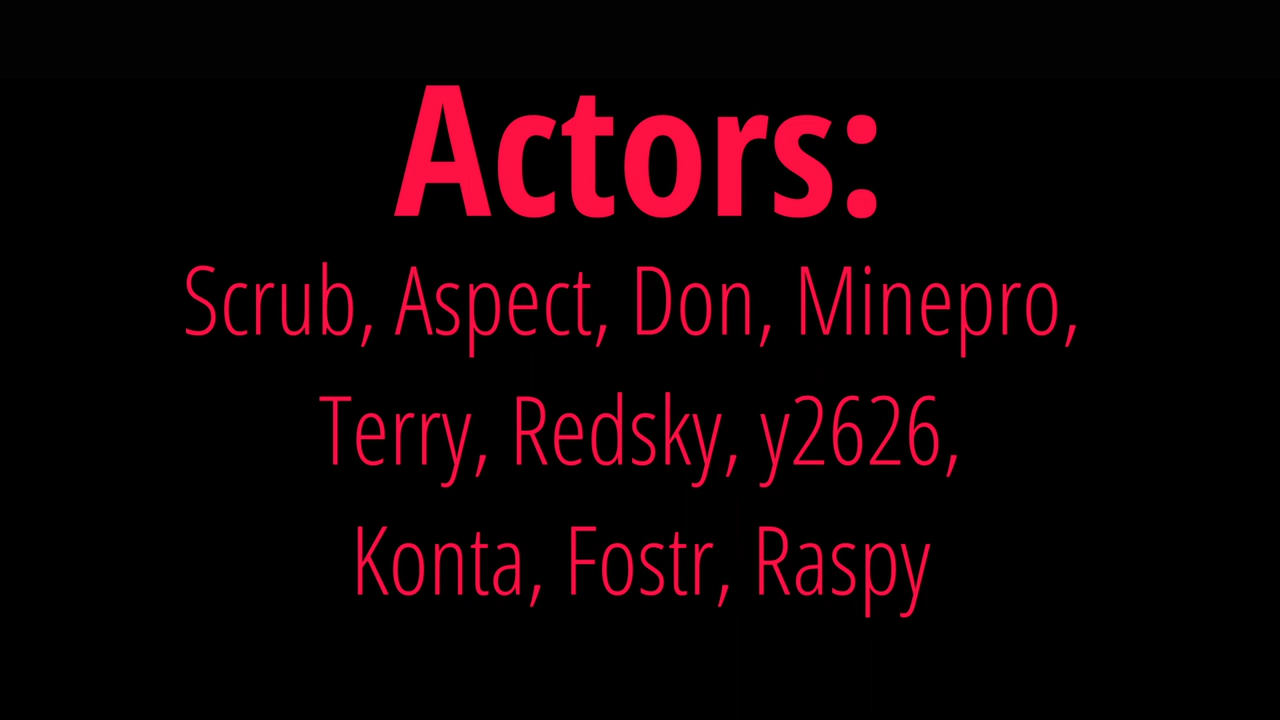 Actors:
Scrub, Aspect, Don, Minepro,
Terry, Redsky, y2626,
Konta, Fostr, Raspy